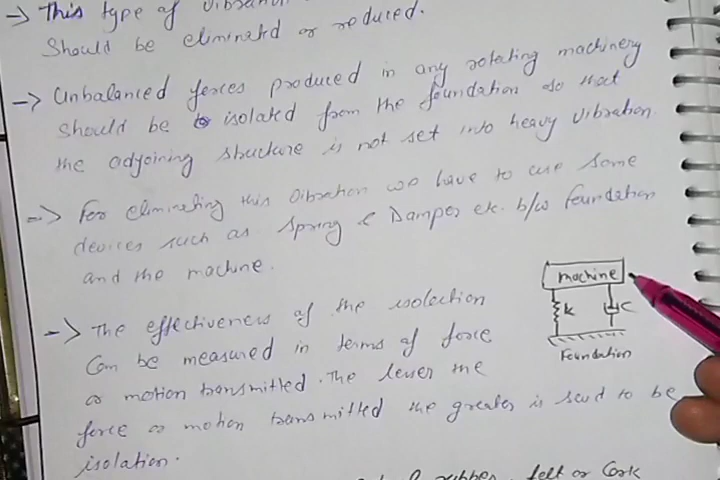 -> This type of Vibrati
Should be eliminated or reduced.
-> Unbalanced forces produced in any rotating machinery
should be isolated from the foundation so that
the adjoining structure is not set into heavy vibration.
-> For eliminating this vibration we have to use some
devices such as spring & Damper etc. b/w foundation
and the machine.
-> The effectiveness of the isolection
Can be measured in terms of force
or motion transmitted. The lesser the
force or motion transmitted the greater is said to be
isolation.
machine
k C
Foundation
rubber, felt or Cork